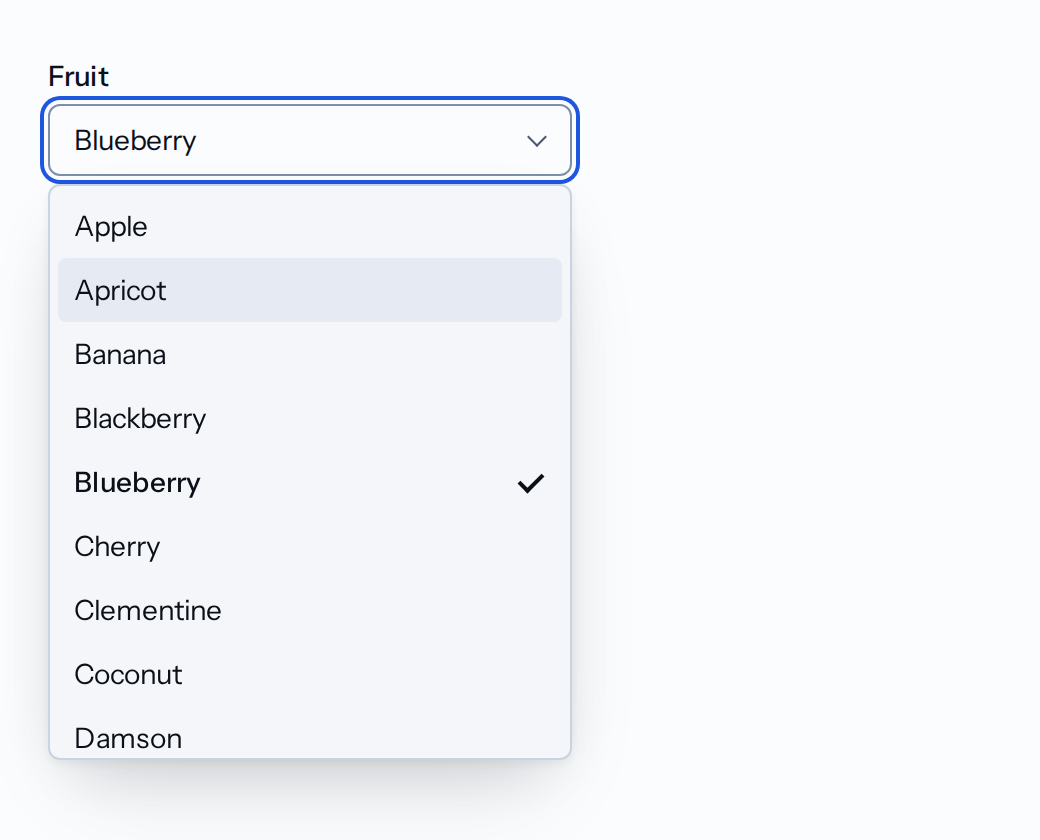 Fruit
Blueberry
Apple
Apricot
Banana
Blackberry
Blueberry
Cherry
Clementine
Coconut
Damson